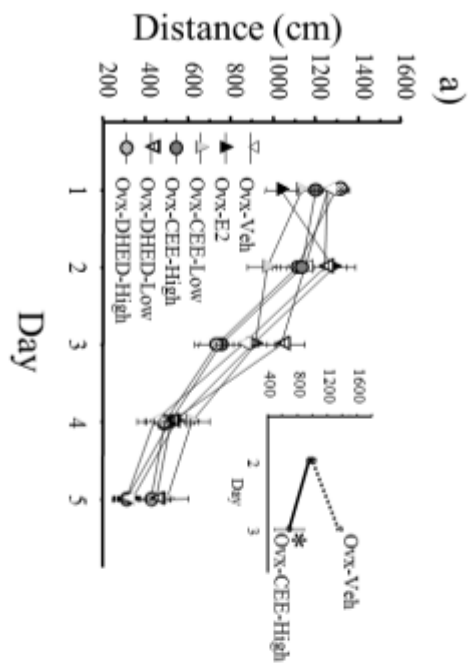 a)
Distance (cm)
1600
1400
1200
1000
800
600
400
200
Ovx-Veh
Ovx-E2
Ovx-CEE-Low
Ovx-CEE-High
Ovx-DHED-Low
Ovx-DHED-High
1 2 3 4 5
Day
1600
1200
800
400
2 3
Day
Ovx-Veh
*
Ovx-CEE-High